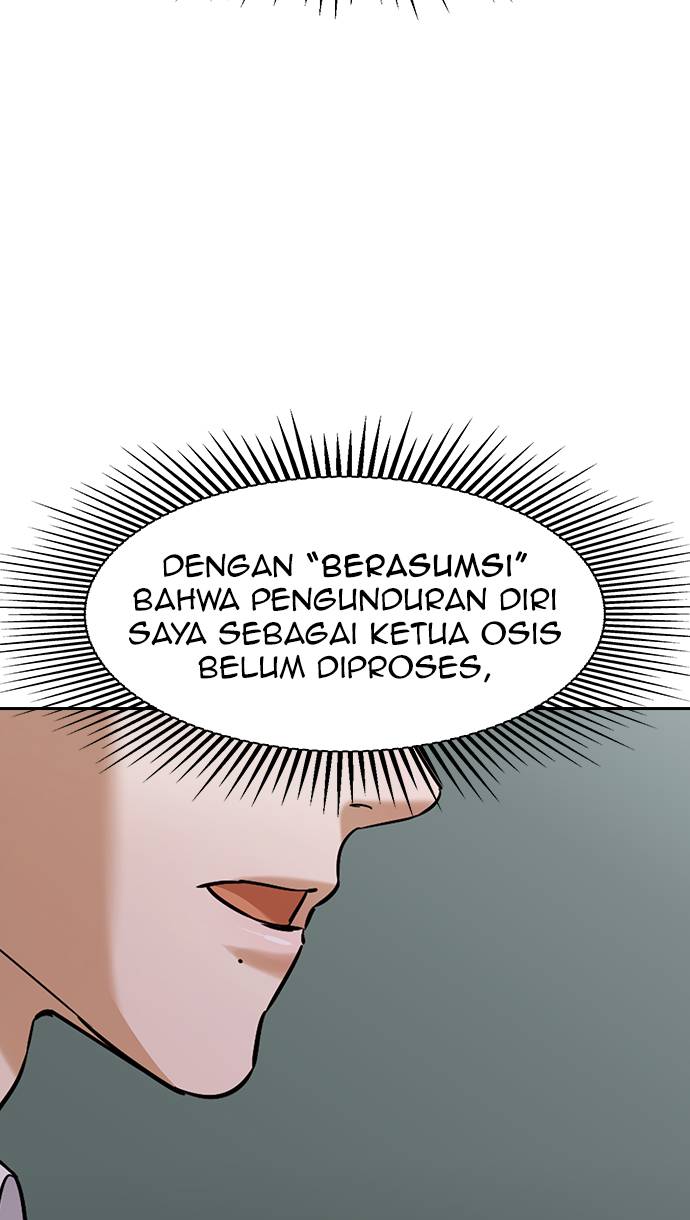 DENGAN "BERASUMSI"
BAHWA PENGUNDURAN DIRI
SAYA SEBAGAI KETUA OSIS
BELUM DIPROSES,